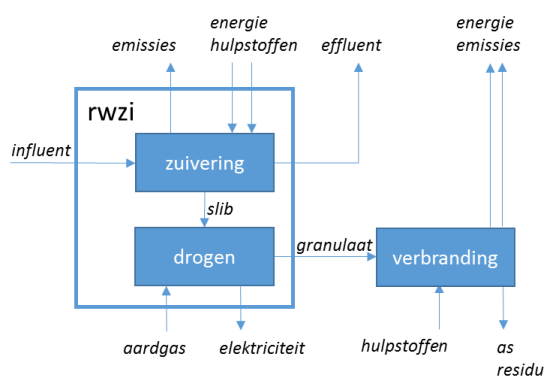 energie
emissies
hulpstoffen
effluent
energie
emissies
rwzi
influent
zuivering
slib
drogen
granulaat
verbranding
aardgas
elektriciteit
hulpstoffen
as
residu